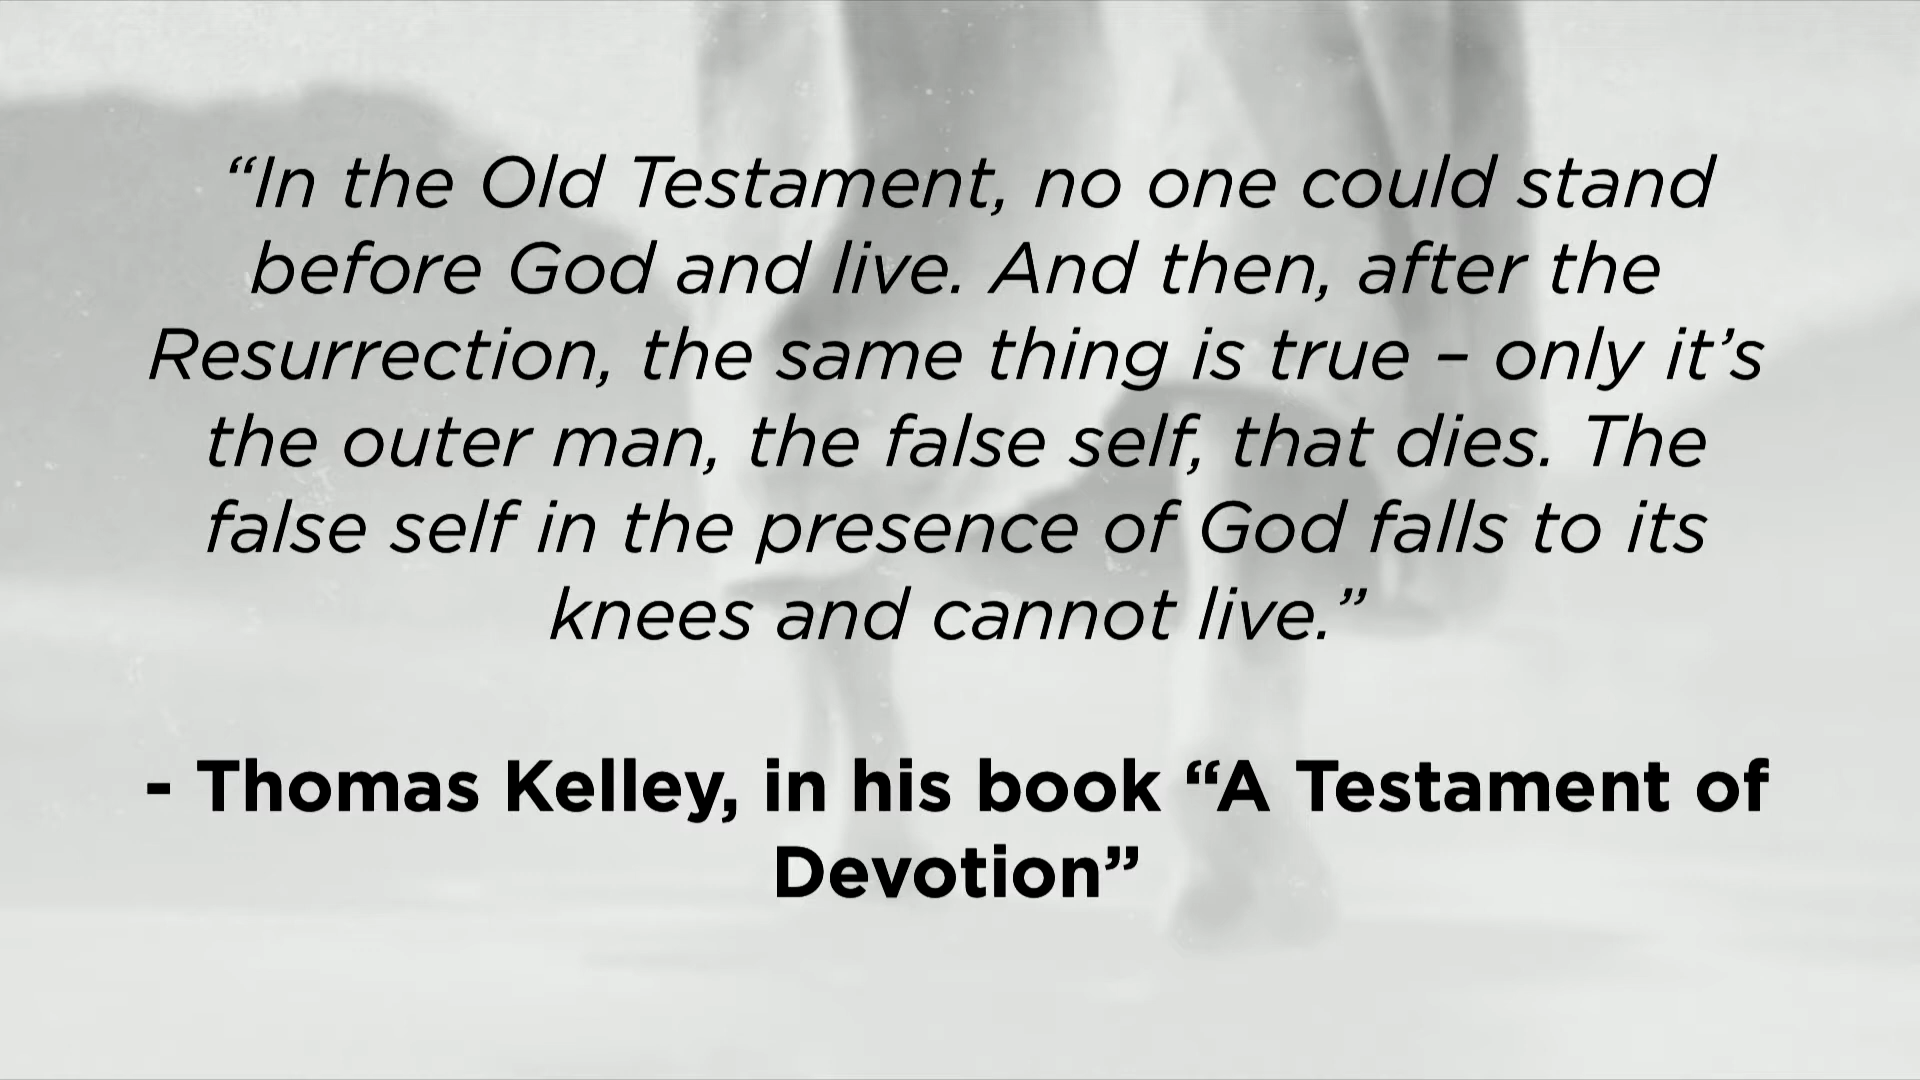 “In the Old Testament, no one could stand
before God and live. And then, after the
Resurrection, the same thing is true – only it’s
the outer man, the false self, that dies. The
false self in the presence of God falls to its
knees and cannot live.”
- Thomas Kelley, in his book “A Testament of
Devotion”